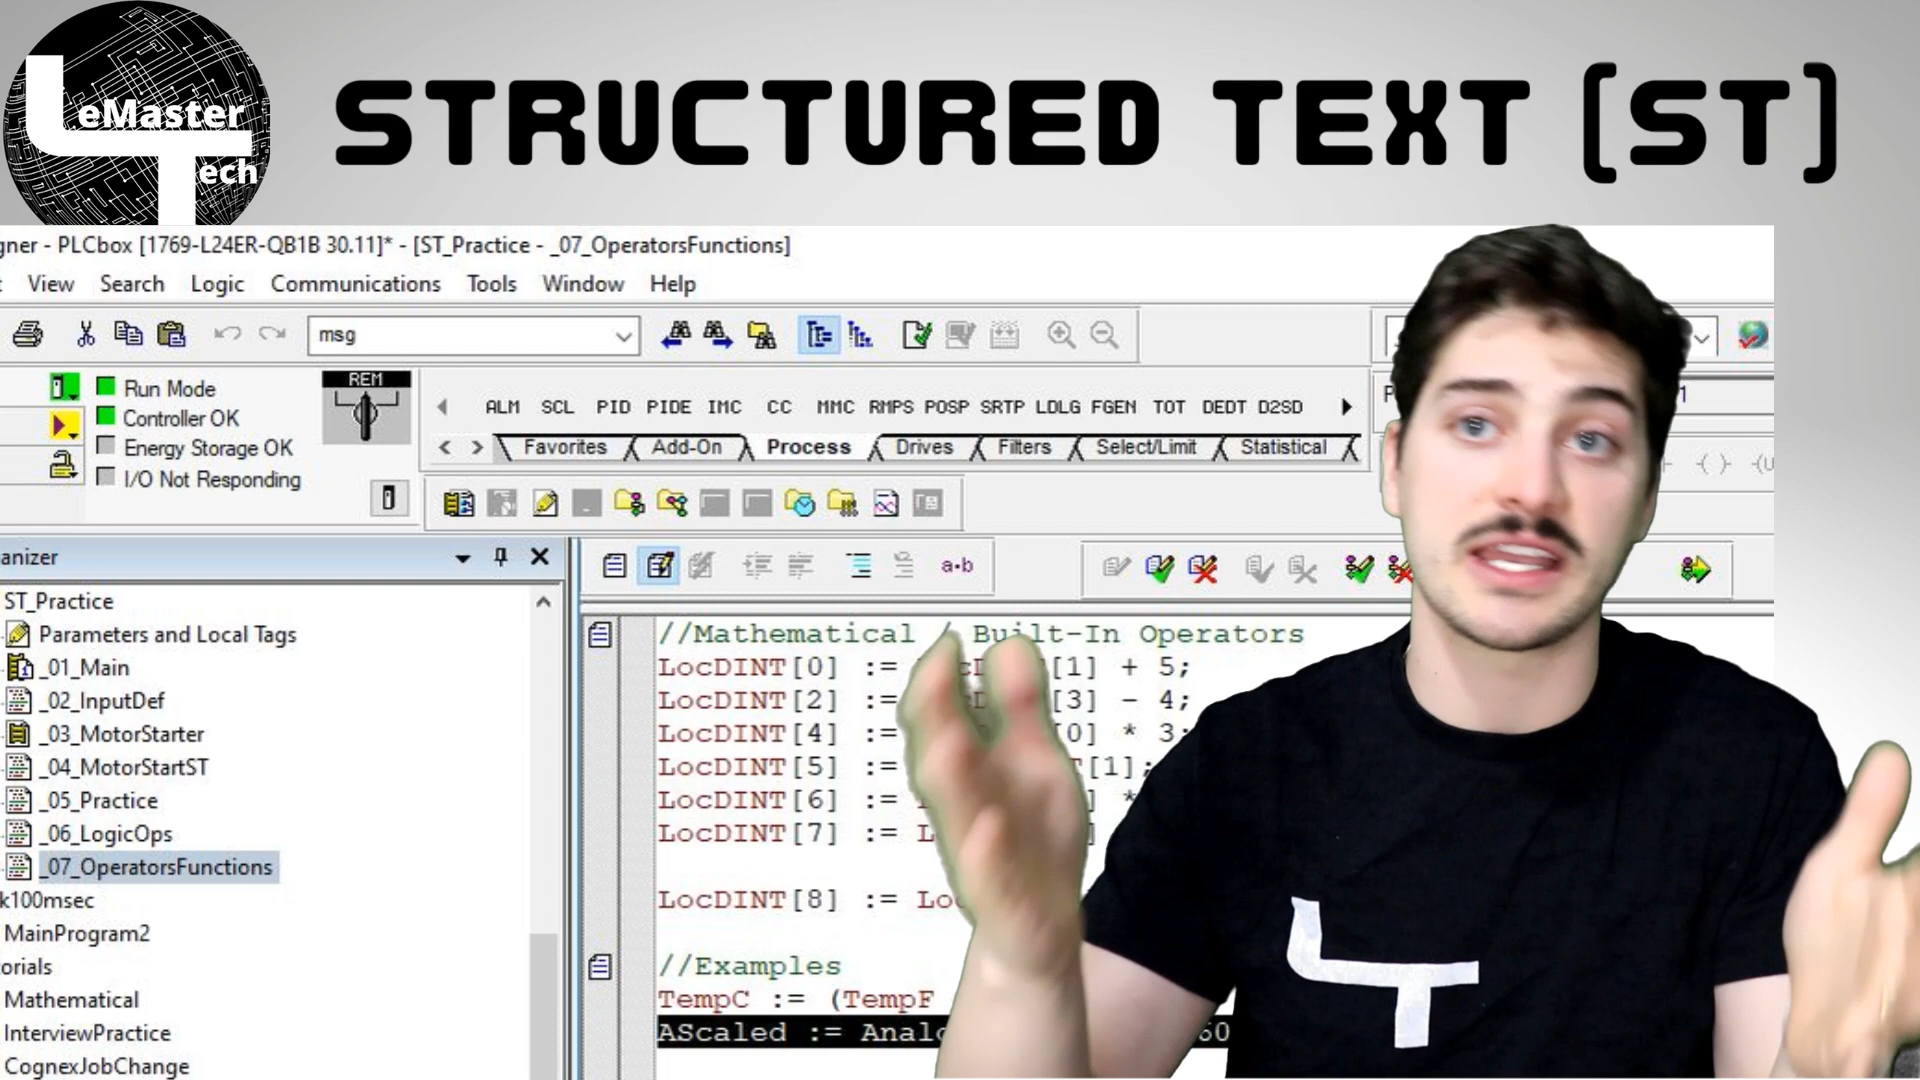 LeMaster
Tech
STRUCTURED TEXT (ST)
gner - PLCbox [1769-L24ER-QB1B 30.11]* - [ST_Practice - _07_OperatorsFunctions]
View Search Logic Communications Tools Window Help
msg
Run Mode
Controller OK
Energy Storage OK
I/O Not Responding
REM
ALM SCL PID PIDE IMC CC MMC RMPS POSP SRTP LDLG FGEN TOT DEDT D2SD
Favorites Add-On Process Drives Filters Select/Limit Statistical
a•b
anizer
ST_Practice
Parameters and Local Tags
_01_Main
_02_InputDef
_03_MotorStarter
_04_MotorStartST
_05_Practice
_06_LogicOps
_07_OperatorsFunctions
k100msec
MainProgram2
orials
Mathematical
InterviewPractice
CognexJobChange
//Mathematical / Built-In Operators
LocDINT[0] := [1] + 5;
LocDINT[2] := [3] - 4;
LocDINT[4] := [0] * 3;
LocDINT[5] := [1];
LocDINT[6] := ] *
LocDINT[7] := L ]
LocDINT[8] := Loc
//Examples
TempC := (TempF
AScaled := Analo 60
LT